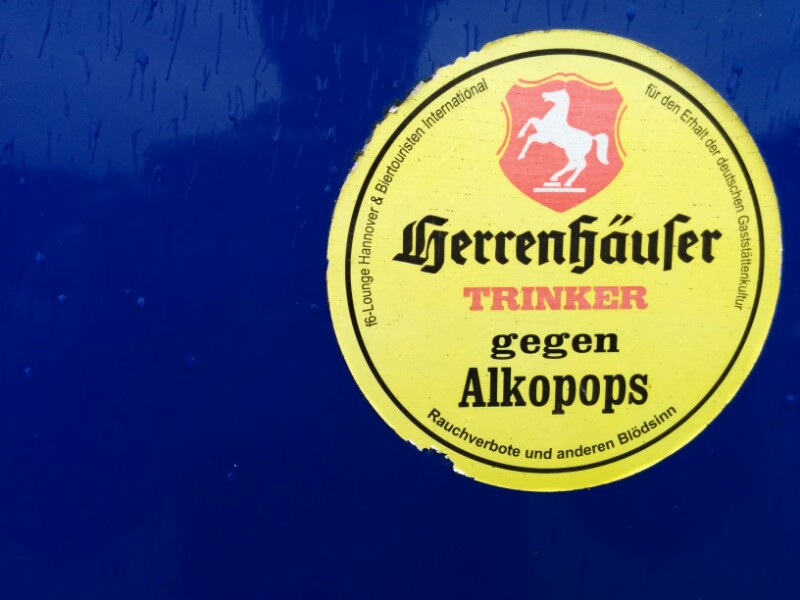 f6-Lounge Hannover & Biertouristen International
für den Erhalt der deutschen Gaststättenkultur
Herrenhäuſer
TRINKER
gegen
Alkopops
Rauchverbote und anderen Blödsinn